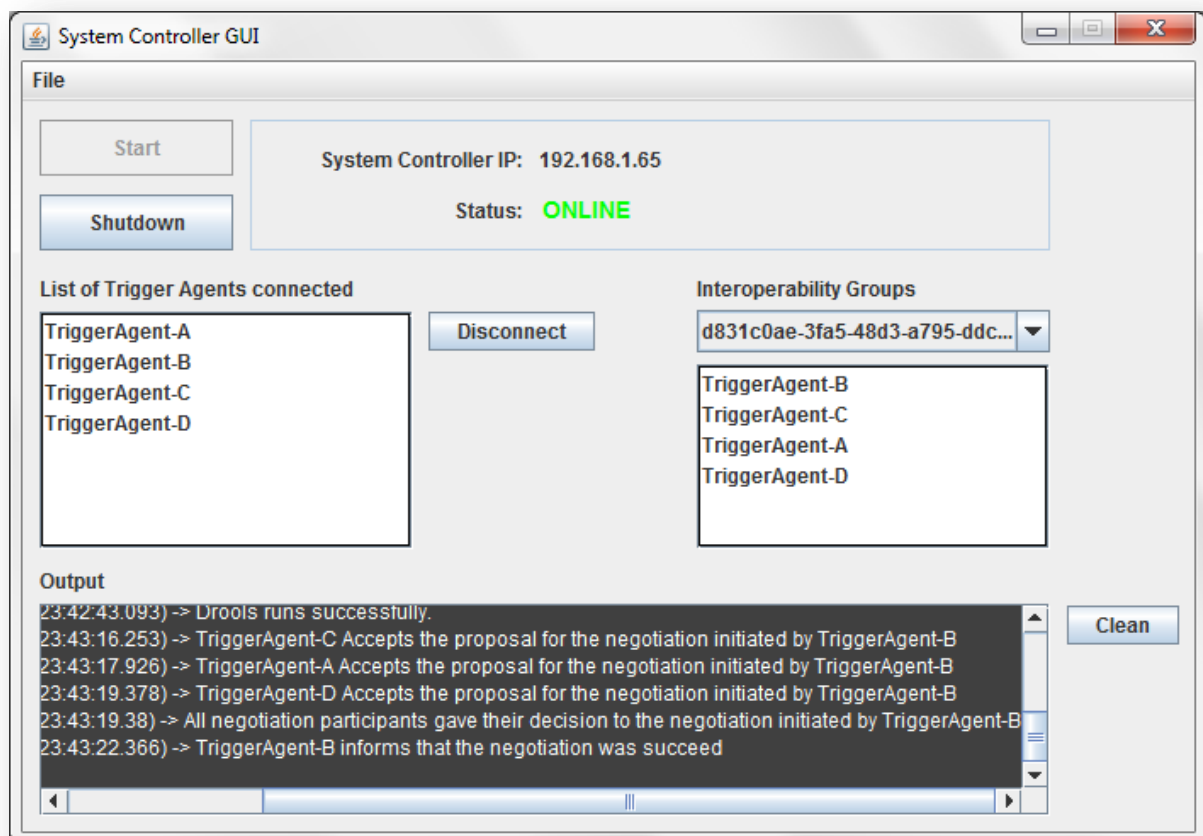 System Controller GUI
File
Start
System Controller IP: 192.168.1.65
Shutdown
Status: ONLINE
List of Trigger Agents connected
Interoperability Groups
TriggerAgent-A
TriggerAgent-B
TriggerAgent-C
TriggerAgent-D
Disconnect
d831c0ae-3fa5-48d3-a795-ddc...
TriggerAgent-B
TriggerAgent-C
TriggerAgent-A
TriggerAgent-D
Output
23:42:43.093) -> Drools runs successfully.
23:43:16.253) -> TriggerAgent-C Accepts the proposal for the negotiation initiated by TriggerAgent-B
23:43:17.926) -> TriggerAgent-A Accepts the proposal for the negotiation initiated by TriggerAgent-B
23:43:19.378) -> TriggerAgent-D Accepts the proposal for the negotiation initiated by TriggerAgent-B
23:43:19.38) -> All negotiation participants gave their decision to the negotiation initiated by TriggerAgent-B
23:43:22.366) -> TriggerAgent-B informs that the negotiation was succeed
Clean